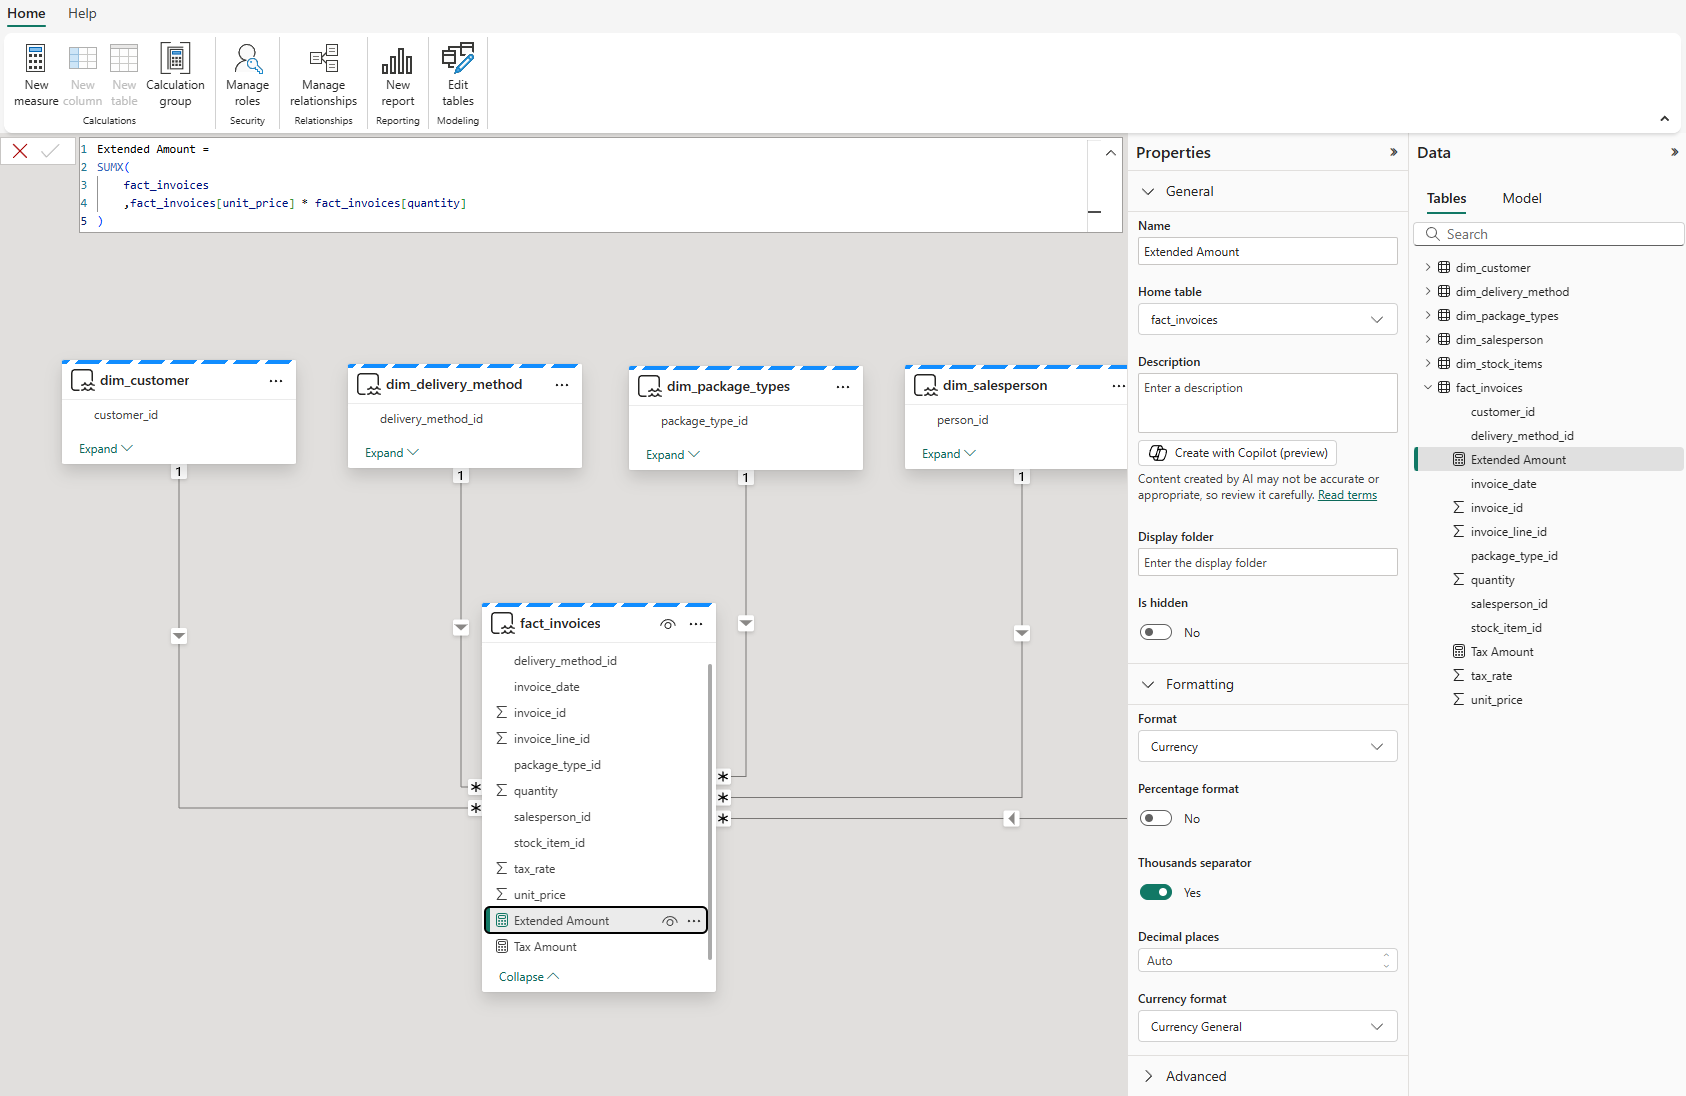 Home Help
New measure
New column
New table
Calculation group
Calculations
Manage roles
Security
Manage relationships
Relationships
New report
Reporting
Edit tables
Modeling
1 Extended Amount =
2 SUMX(
3 fact_invoices
4 ,fact_invoices[unit_price] * fact_invoices[quantity]
5 )
dim_customer ...
customer_id
Expand
1
dim_delivery_method ...
delivery_method_id
Expand
1
dim_package_types ...
package_type_id
Expand
1
dim_salesperson ...
person_id
Expand
1
fact_invoices ...
delivery_method_id
invoice_date
∑ invoice_id
∑ invoice_line_id
package_type_id
∑ quantity
salesperson_id
stock_item_id
∑ tax_rate
∑ unit_price
Extended Amount ...
Tax Amount
Collapse
*
*
*
*
*
Properties
General
Name
Extended Amount
Home table
fact_invoices
Description
Enter a description
Create with Copilot (preview)
Content created by AI may not be accurate or
appropriate, so review it carefully. Read terms
Display folder
Enter the display folder
Is hidden
No
Formatting
Format
Currency
Percentage format
No
Thousands separator
Yes
Decimal places
Auto
Currency format
Currency General
Advanced
Data
Tables Model
Search
dim_customer
dim_delivery_method
dim_package_types
dim_salesperson
dim_stock_items
fact_invoices
customer_id
delivery_method_id
Extended Amount
invoice_date
∑ invoice_id
∑ invoice_line_id
package_type_id
∑ quantity
salesperson_id
stock_item_id
Tax Amount
∑ tax_rate
∑ unit_price